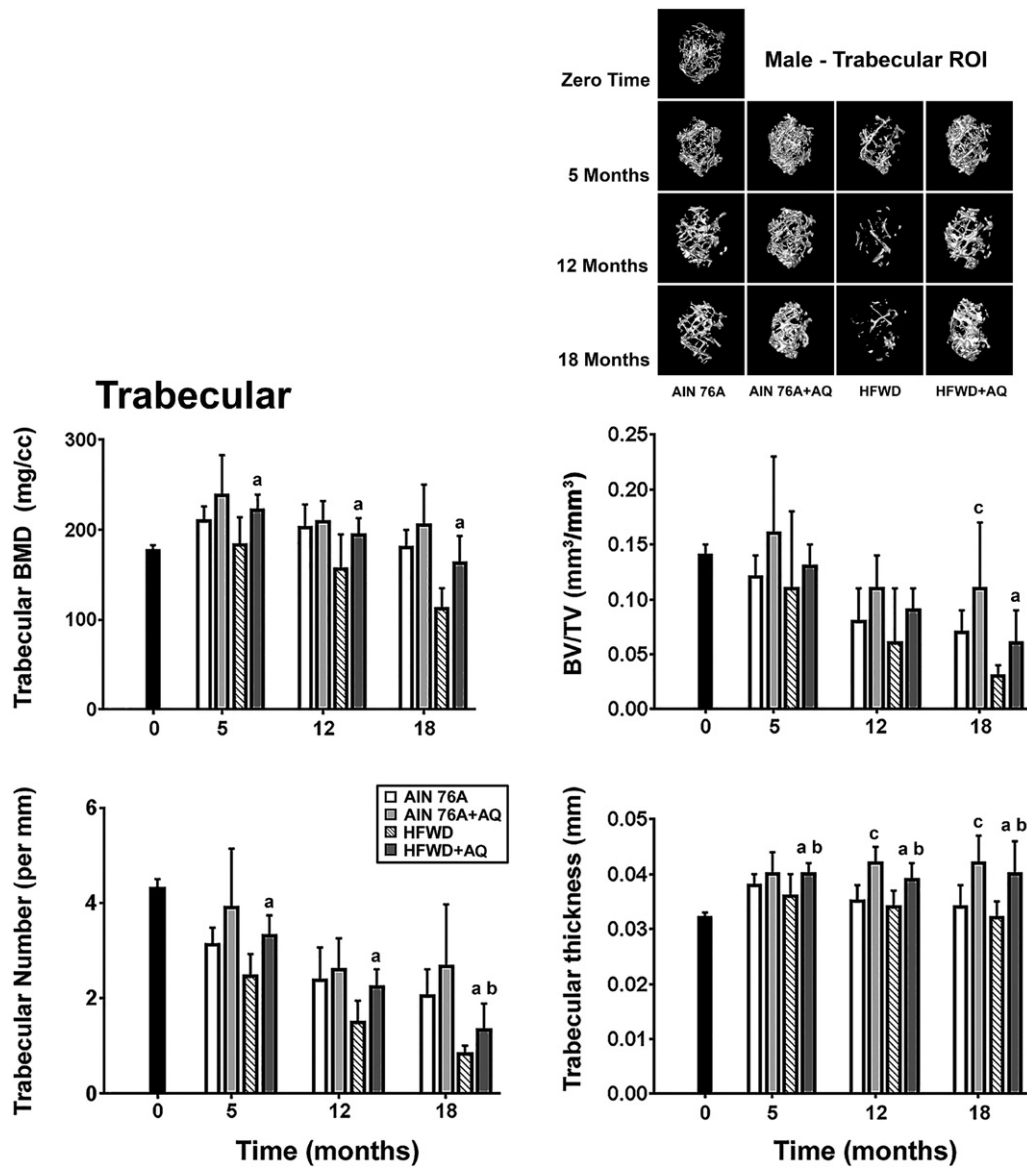 Male - Trabecular ROI
Zero Time
5 Months
12 Months
18 Months
AIN 76A AIN 76A+AQ HFWD HFWD+AQ
Trabecular
Trabecular BMD (mg/cc)
300
200
100
0
a
a
a
0 5 12 18
BV/TV (mm³/mm³)
0.25
0.20
0.15
0.10
0.05
0.00
c
a
0 5 12 18
Trabecular Number (per mm)
6
4
2
0
AIN 76A
AIN 76A+AQ
HFWD
HFWD+AQ
a
a
a b
0 5 12 18
Time (months)
Trabecular thickness (mm)
0.05
0.04
0.03
0.02
0.01
0.00
a b
c
a b
c
a b
0 5 12 18
Time (months)